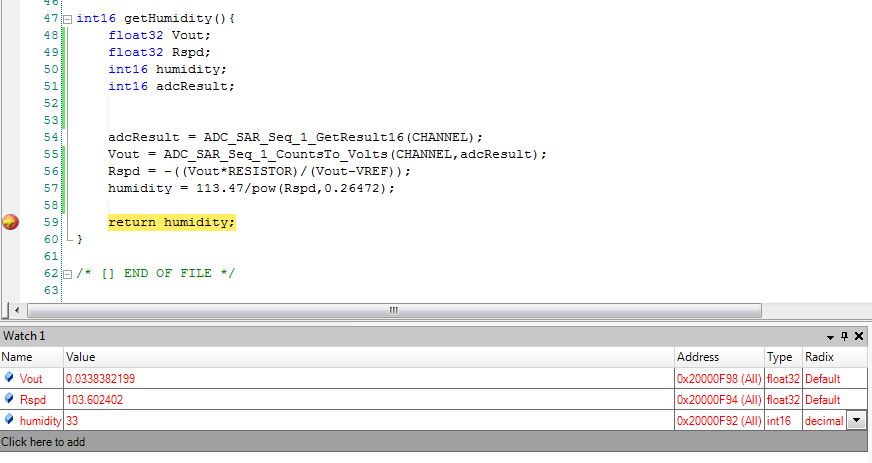 46
47 int16 getHumidity(){
48     float32 Vout;
49     float32 Rspd;
50     int16 humidity;
51     int16 adcResult;
52
53
54     adcResult = ADC_SAR_Seq_1_GetResult16(CHANNEL);
55     Vout = ADC_SAR_Seq_1_CountsTo_Volts(CHANNEL,adcResult);
56     Rspd = -((Vout*RESISTOR)/(Vout-VREF));
57     humidity = 113.47/pow(Rspd,0.26472);
58
59     return humidity;
60 }
61
62 /* [] END OF FILE */
63
Watch 1
Name Value Address Type Radix
Vout 0.0338382199 0x20000F98 (All) float32 Default
Rspd 103.602402 0x20000F94 (All) float32 Default
humidity 33 0x20000F92 (All) int16 decimal
Click here to add